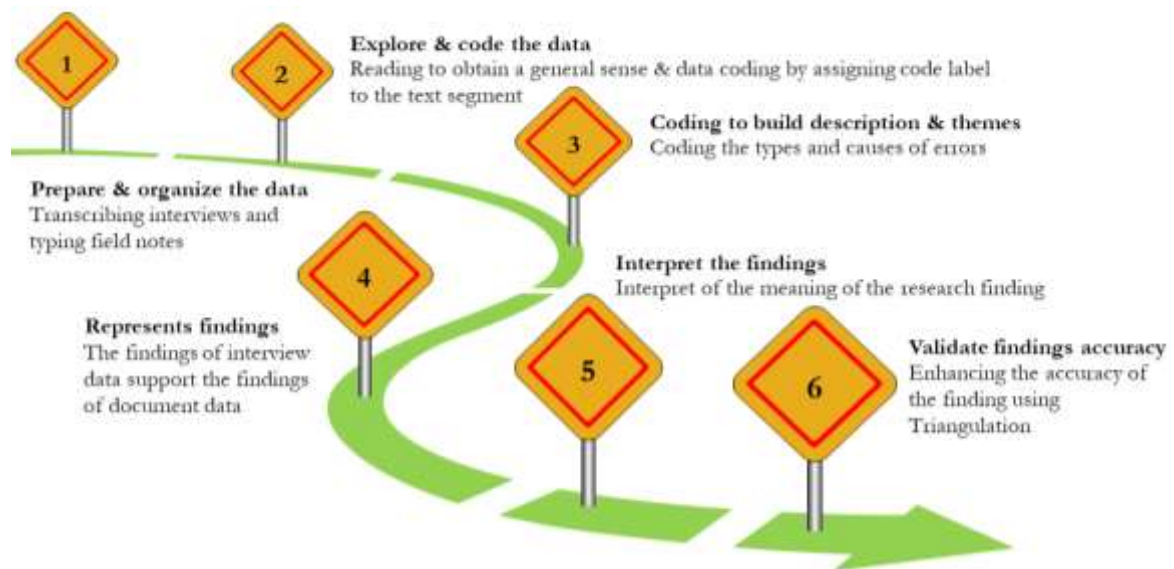 1
Prepare & organize the data
Transcribing interviews and
typing field notes
2
Explore & code the data
Reading to obtain a general sense & data coding by assigning code label
to the text segment
3
Coding to build description & themes
Coding the types and causes of errors
4
Represents findings
The findings of interview
data support the findings
of document data
5
Interpret the findings
Interpret of the meaning of the research finding
6
Validate findings accuracy
Enhancing the accuracy of
the finding using
Triangulation